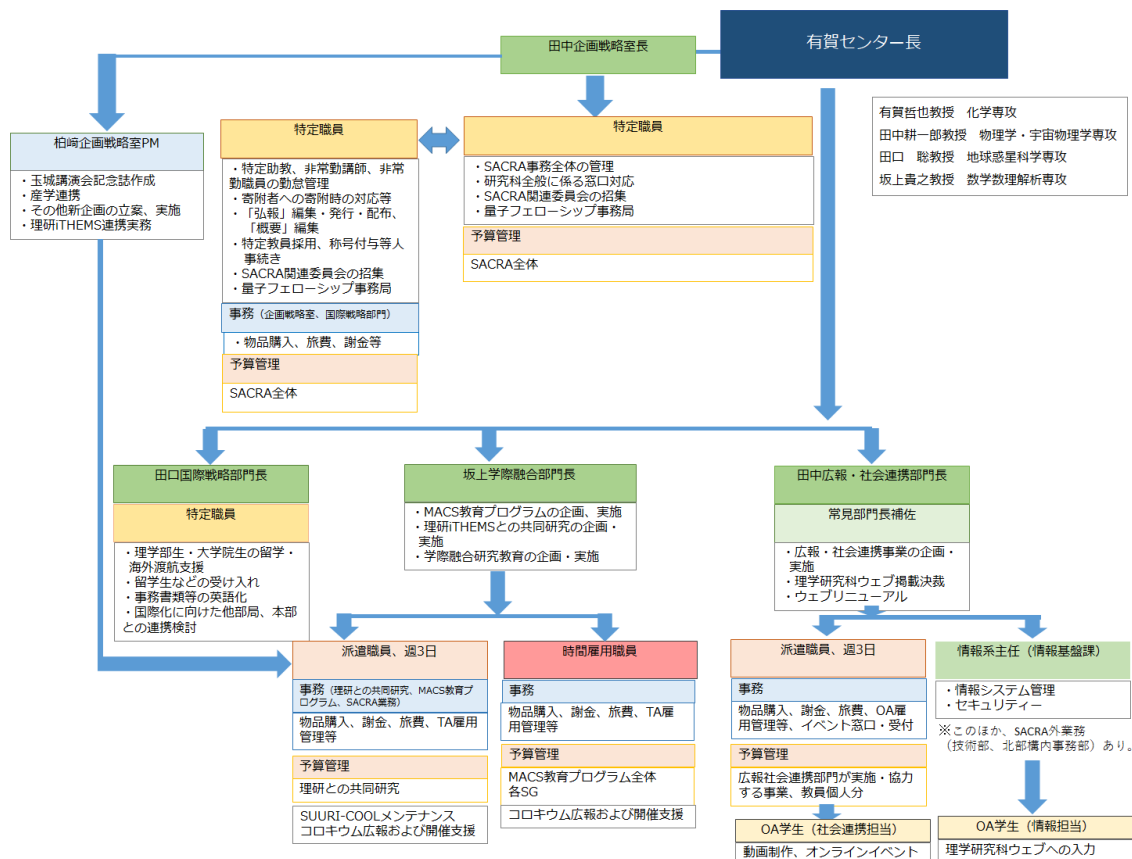 有賀センター長
田中企画戦略室長
有賀哲也教授　化学専攻
田中耕一郎教授　物理学・宇宙物理学専攻
田口　聡教授　地球惑星科学専攻
坂上貴之教授　数学数理解析専攻
柏﨑企画戦略室PM
・玉城講演会記念誌作成
・産学連携
・その他新企画の立案、実施
・理研iTHEMS連携実務
特定職員
・特定助教、非常勤講師、非常
勤職員の勤怠管理
・寄附者への寄附時の対応等
・「弘報」編集・発行・配布、
「概要」編集
・特定教員採用、称号付与等人
事続き
・SACRA関連委員会の招集
・量子フェローシップ事務局
事務（企画戦略室、国際戦略部門）
・物品購入、旅費、謝金等
予算管理
SACRA全体
特定職員
・SACRA事務全体の管理
・研究科全般に係る窓口対応
・SACRA関連委員会の招集
・量子フェローシップ事務局
予算管理
SACRA全体
田口国際戦略部門長
特定職員
・理学部生・大学院生の留学・
海外渡航支援
・留学生などの受け入れ
・事務書類等の英語化
・国際化に向けた他部局、本部
との連携検討
坂上学際融合部門長
・MACS教育プログラムの企画、実施
・理研iTHEMSとの共同研究の企画・
実施
・学際融合研究教育の企画・実施
田中広報・社会連携部門長
常見部門長補佐
・広報・社会連携事業の企画・
実施
・理学研究科ウェブ掲載決裁
・ウェブリニューアル
派遣職員、週3日
事務（理研との共同研究、MACS教育プ
ログラム、SACRA業務）
物品購入、謝金、旅費、TA雇用
管理等
予算管理
理研との共同研究
SUURI-COOLメンテナンス
コロキウム広報および開催支援
時間雇用職員
事務
物品購入、謝金、旅費、TA雇
用管理等
予算管理
MACS教育プログラム全体
各SG
コロキウム広報および開催支援
派遣職員、週3日
事務
物品購入、謝金、旅費、OA雇
用管理等、イベント窓口・受付
予算管理
広報社会連携部門が実施・協力
する事業、教員個人分
OA学生（社会連携担当）
動画制作、オンラインイベント
情報系主任（情報基盤課）
・情報システム管理
・セキュリティー
※このほか、SACRA外業務
（技術部、北部構内事務部）あり。
OA学生（情報担当）
理学研究科ウェブへの入力